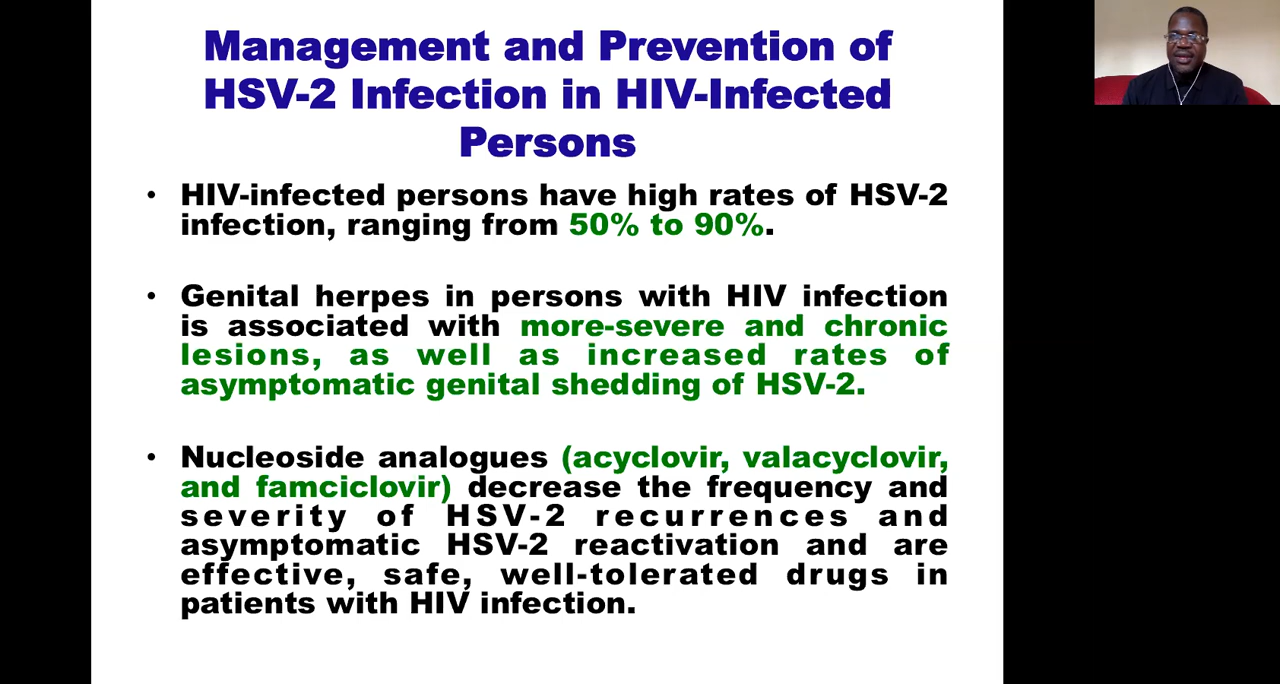 Management and Prevention of
HSV-2 Infection in HIV-Infected
Persons
• HIV-infected persons have high rates of HSV-2
infection, ranging from 50% to 90%.
• Genital herpes in persons with HIV infection
is associated with more-severe and chronic
lesions, as well as increased rates of
asymptomatic genital shedding of HSV-2.
• Nucleoside analogues (acyclovir, valacyclovir,
and famciclovir) decrease the frequency and
severity of HSV-2 recurrences and
asymptomatic HSV-2 reactivation and are
effective, safe, well-tolerated drugs in
patients with HIV infection.